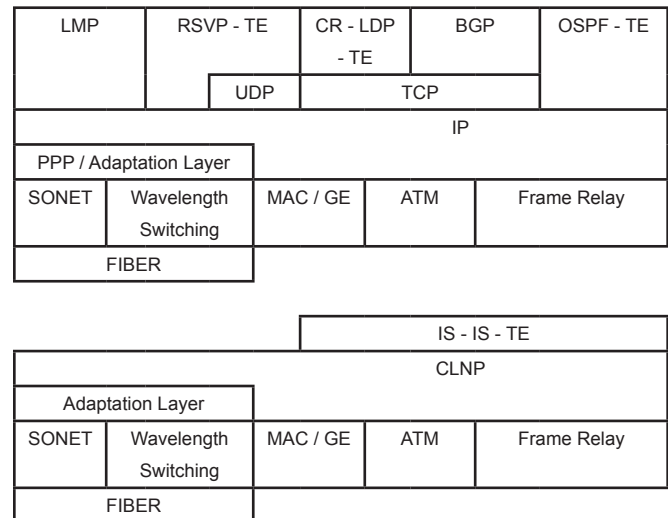 LMP RSVP - TE CR - LDP BGP OSPF - TE
- TE
UDP TCP
IP
PPP / Adaptation Layer
SONET Wavelength MAC / GE ATM Frame Relay
Switching
FIBER
IS - IS - TE
CLNP
Adaptation Layer
SONET Wavelength MAC / GE ATM Frame Relay
Switching
FIBER